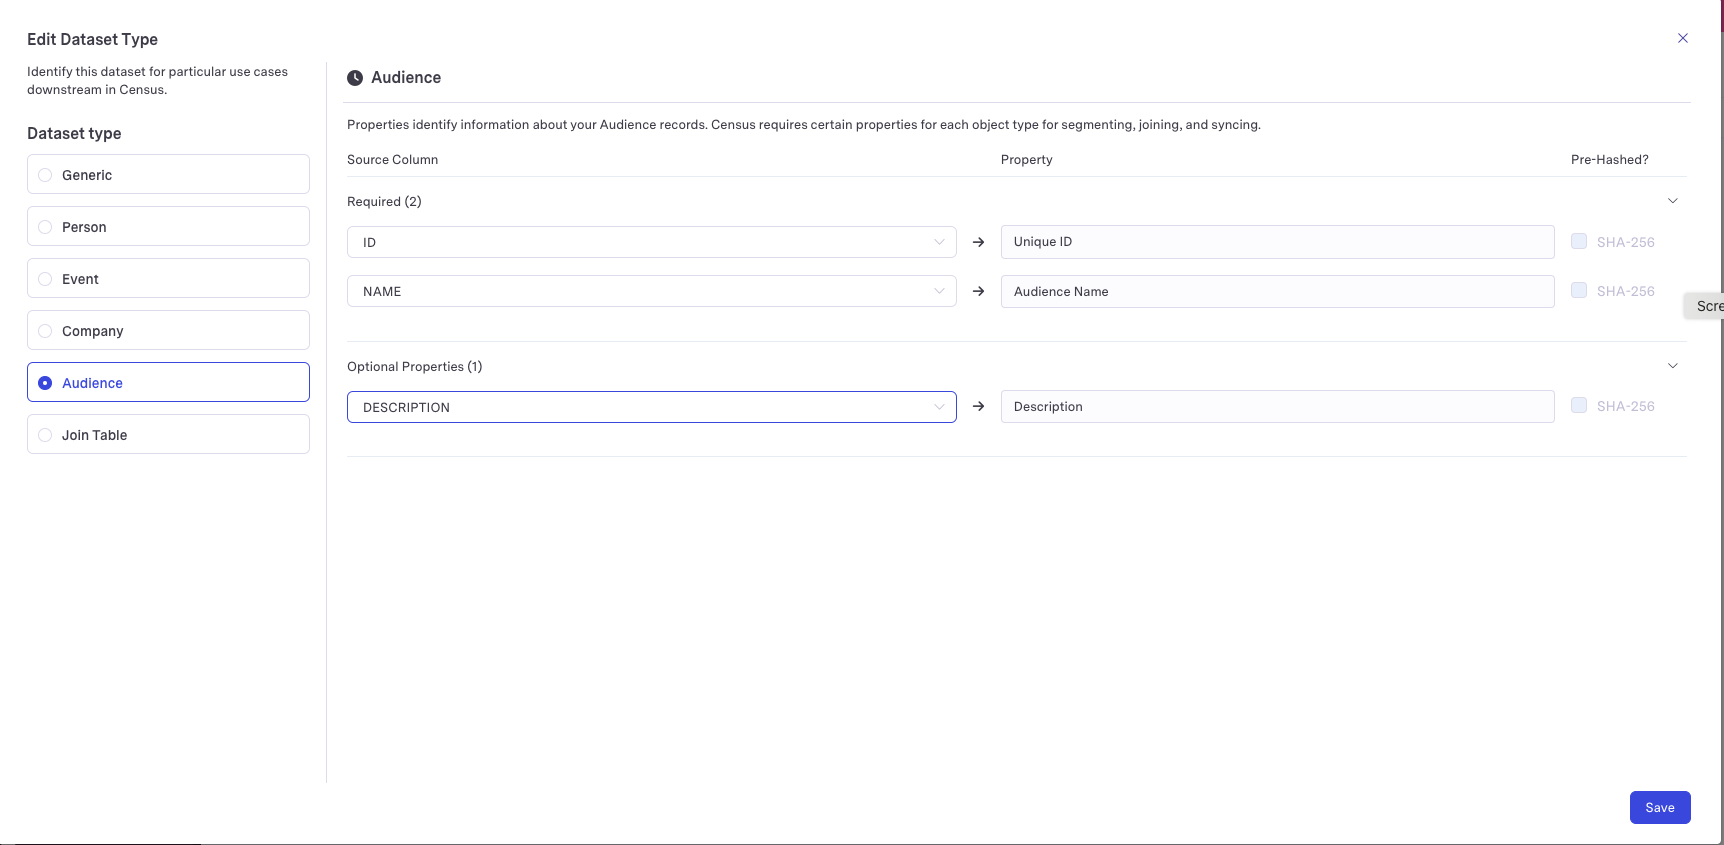 Edit Dataset Type
Identify this dataset for particular use cases
downstream in Census.
Dataset type
Generic
Person
Event
Company
Audience
Join Table
Audience
Properties identify information about your Audience records. Census requires certain properties for each object type for segmenting, joining, and syncing.
Source Column Property Pre-Hashed?
Required (2)
ID Unique ID SHA-256
NAME Audience Name SHA-256
Scre
Optional Properties (1)
DESCRIPTION Description SHA-256
Save